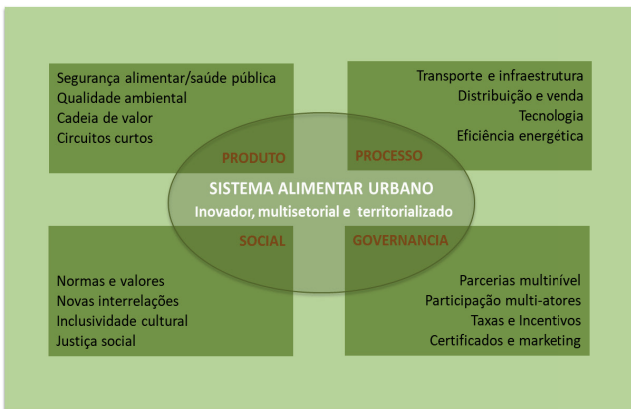 Segurança alimentar/saúde pública
Qualidade ambiental
Cadeia de valor
Circuitos curtos
PRODUTO
Transporte e infraestrutura
Distribuição e venda
Tecnologia
Eficiência energética
PROCESSO
SISTEMA ALIMENTAR URBANO
Inovador, multisetorial e territorializado
SOCIAL
Normas e valores
Novas interrelações
Inclusividade cultural
Justiça social
GOVERNANCIA
Parcerias multinível
Participação multi-atores
Taxas e Incentivos
Certificados e marketing